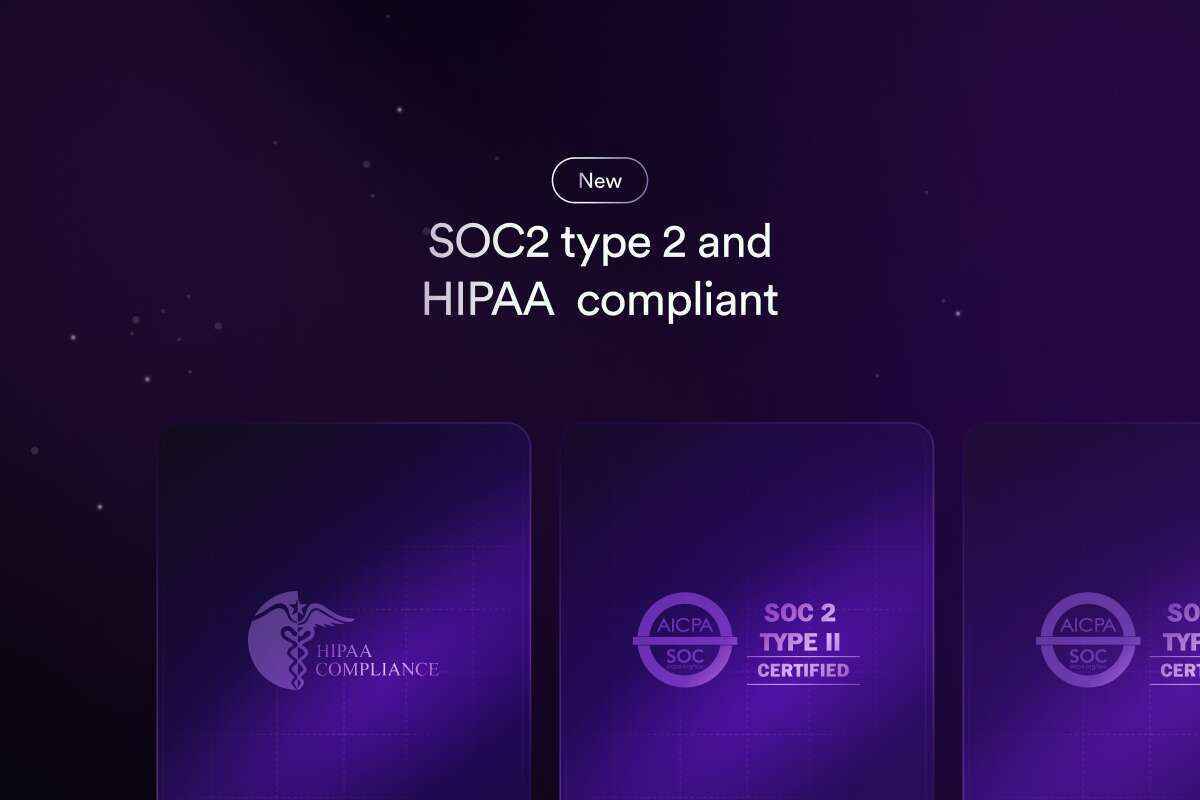 New
SOC2 type 2 and
HIPAA compliant
HIPAA
COMPLIANCE
AICPA
SOC
SOC 2
TYPE II
CERTIFIED
AICPA
SOC
SO
TYP
CERT